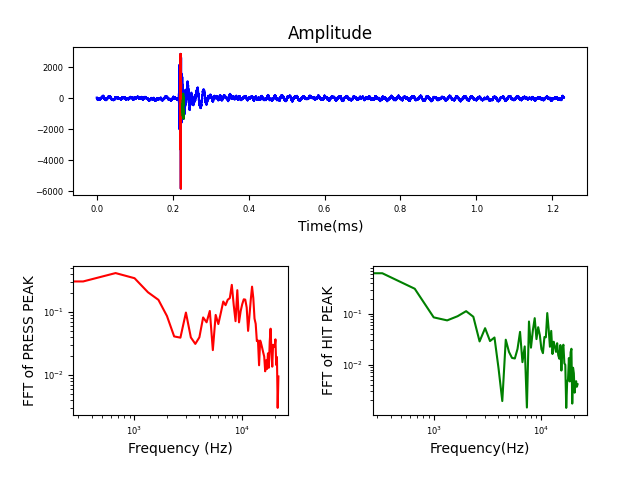 Amplitude
2000
0
−2000
−4000
−6000
0.0 0.2 0.4 0.6 0.8 1.0 1.2
Time(ms)
FFT of PRESS PEAK
10⁻¹
10⁻²
10³ 10⁴
Frequency (Hz)
FFT of HIT PEAK
10⁻¹
10⁻²
10³ 10⁴
Frequency(Hz)